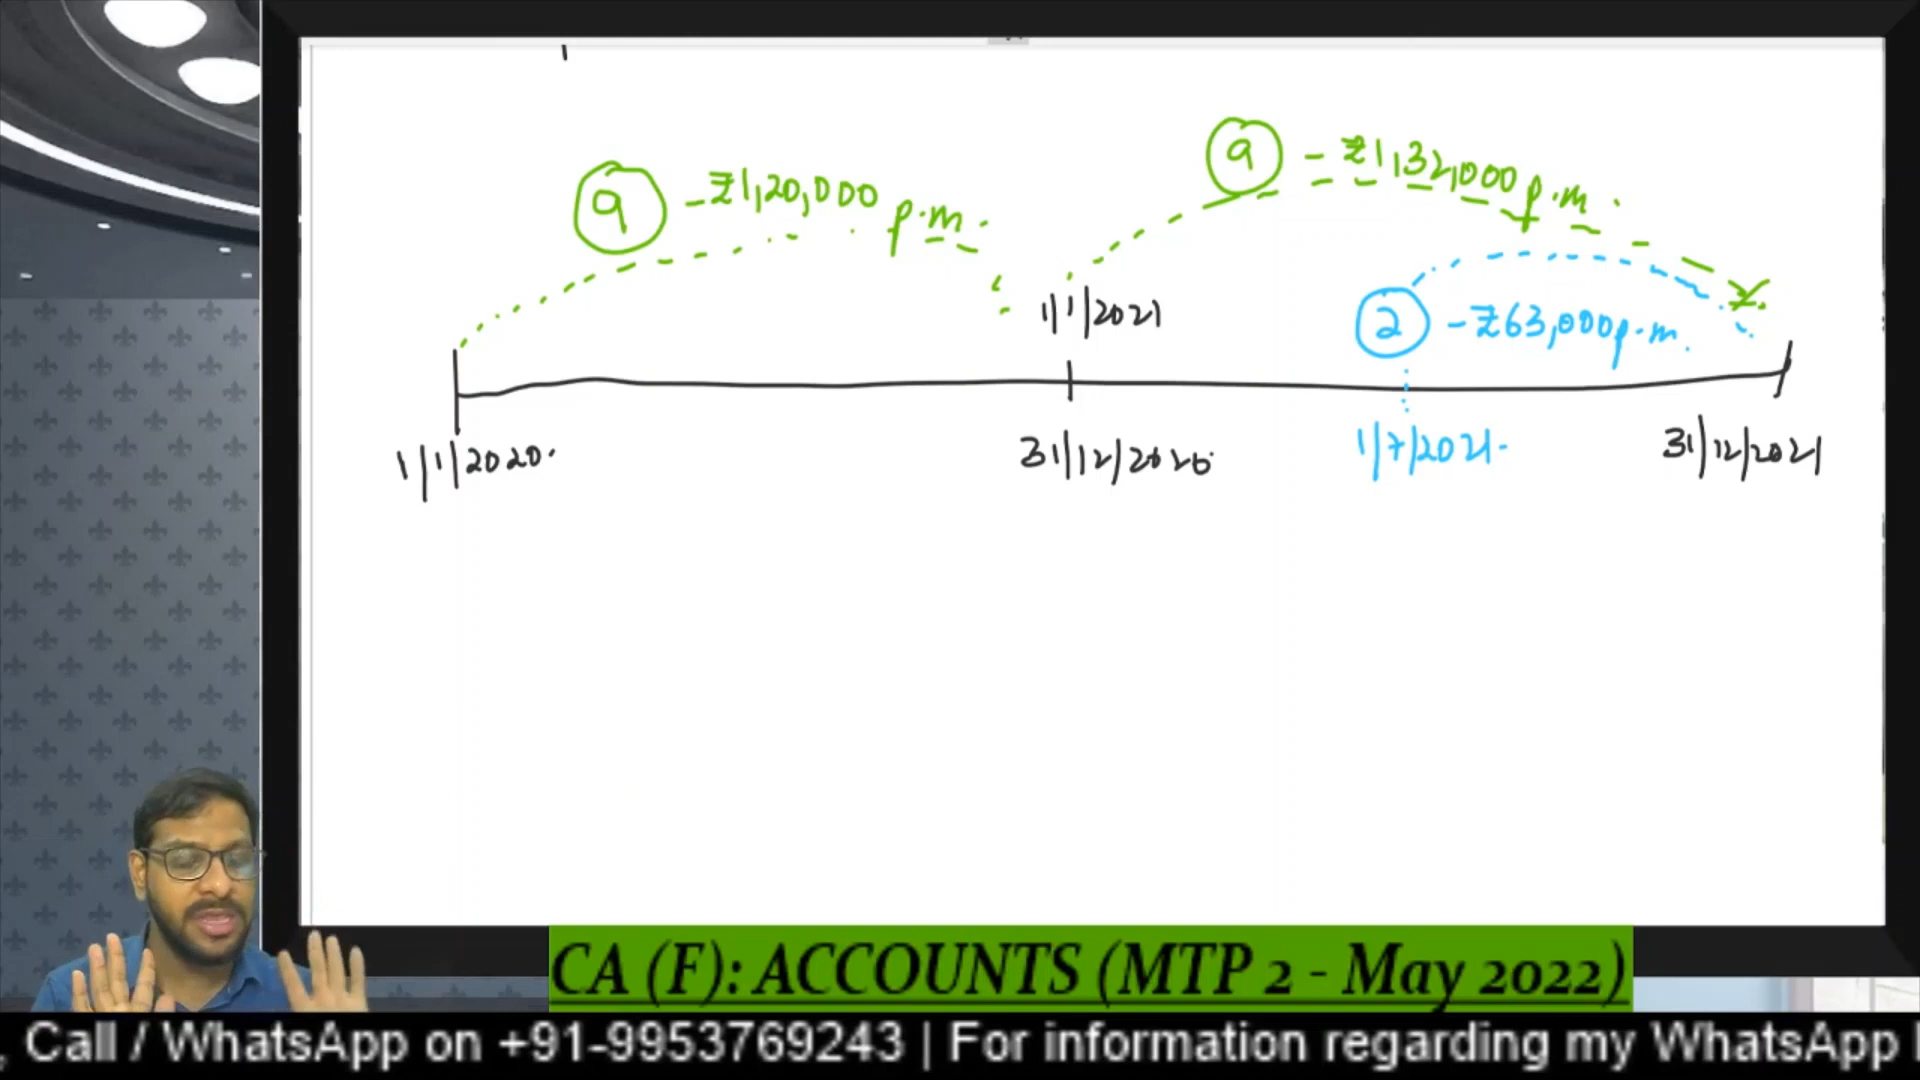 9 - ₹1,20,000 p.m.
9 - ₹1,32,000 p.m.
1/1/2021
2 - ₹63,000 p.m.
1/1/2020.
31/12/2020
1/7/2021.
31/12/2021
CA (F): ACCOUNTS (MTP 2 - May 2022)
, Call / WhatsApp on +91-9953769243 | For information regarding my WhatsApp